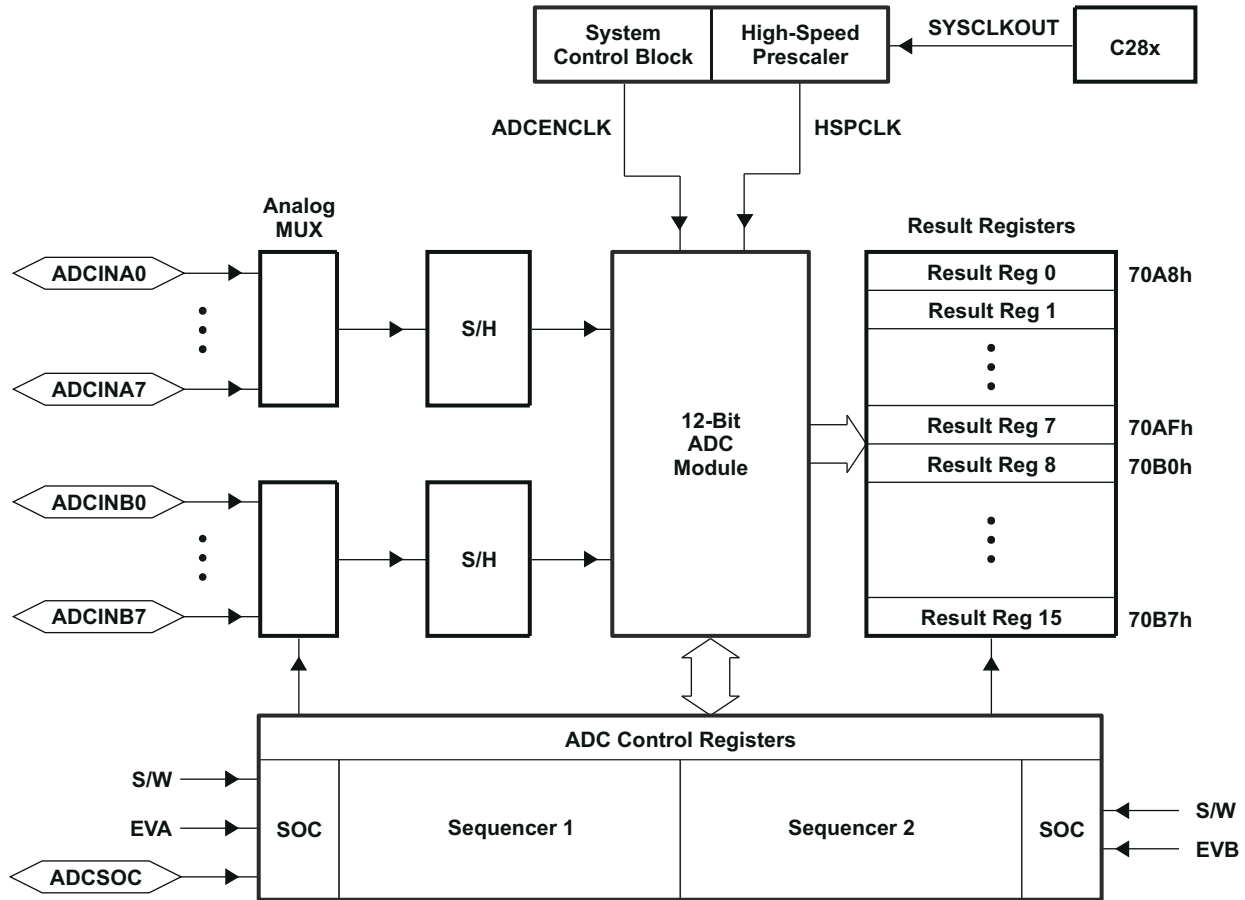 System
Control Block
High-Speed
Prescaler
SYSCLKOUT
C28x
ADCENCLK
HSPCLK
Analog
MUX
Result Registers
ADCINA0
ADCINA7
S/H
ADCINB0
ADCINB7
S/H
12-Bit
ADC
Module
Result Reg 0
70A8h
Result Reg 1
Result Reg 7
70AFh
Result Reg 8
70B0h
Result Reg 15
70B7h
ADC Control Registers
S/W
EVA
ADCSOC
SOC
Sequencer 1
Sequencer 2
SOC
S/W
EVB